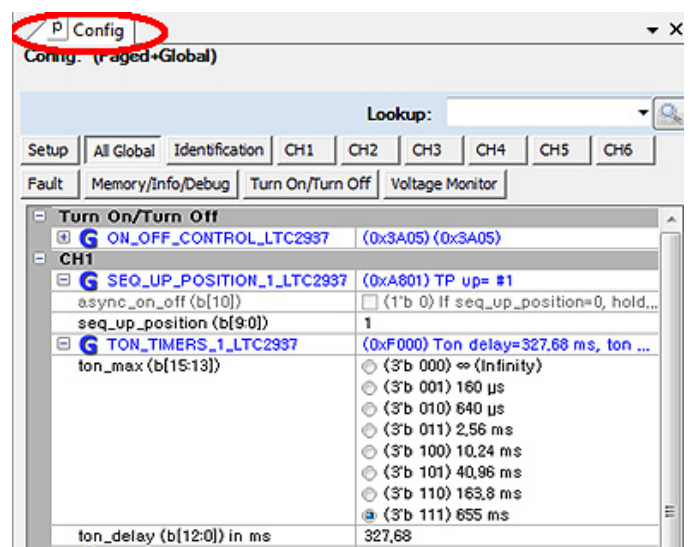 P Config
Config: (Paged+Global)
Lookup:
Setup All Global Identification CH1 CH2 CH3 CH4 CH5 CH6
Fault Memory/Info/Debug Turn On/Turn Off Voltage Monitor
Turn On/Turn Off
G ON_OFF_CONTROL_LTC2937 (0x3A05) (0x3A05)
CH1
G SEQ_UP_POSITION_1_LTC2937 (0xA801) TP up= #1
async_on_off (b[10]) (1'b 0) If seq_up_position=0, hold...
seq_up_position (b[9:0]) 1
G TON_TIMERS_1_LTC2937 (0xF000) Ton delay=327,68 ms, ton ...
ton_max (b[15:13]) (3'b 000) ∞ (Infinity)
(3'b 001) 160 µs
(3'b 010) 640 µs
(3'b 011) 2,56 ms
(3'b 100) 10,24 ms
(3'b 101) 40,96 ms
(3'b 110) 163,8 ms
(3'b 111) 655 ms
ton_delay (b[12:0]) in ms 327,68